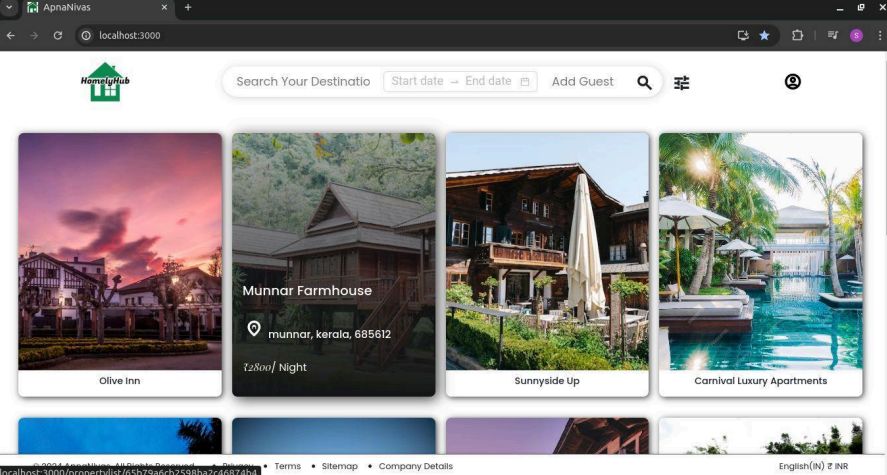 ApnaNivas
localhost:3000
HomelyHub
Search Your Destinatio
Start date → End date
Add Guest
Munnar Farmhouse
munnar, kerala, 685612
₹2800/ Night
Olive Inn
Sunnyside Up
Carnival Luxury Apartments
© 2024 ApnaNivas. All Rights Reserved • Privacy • Terms • Sitemap • Company Details
English(IN) ₹ INR
localhost:3000/propertylist/65b79a6cb2598ba2c46874b4
S